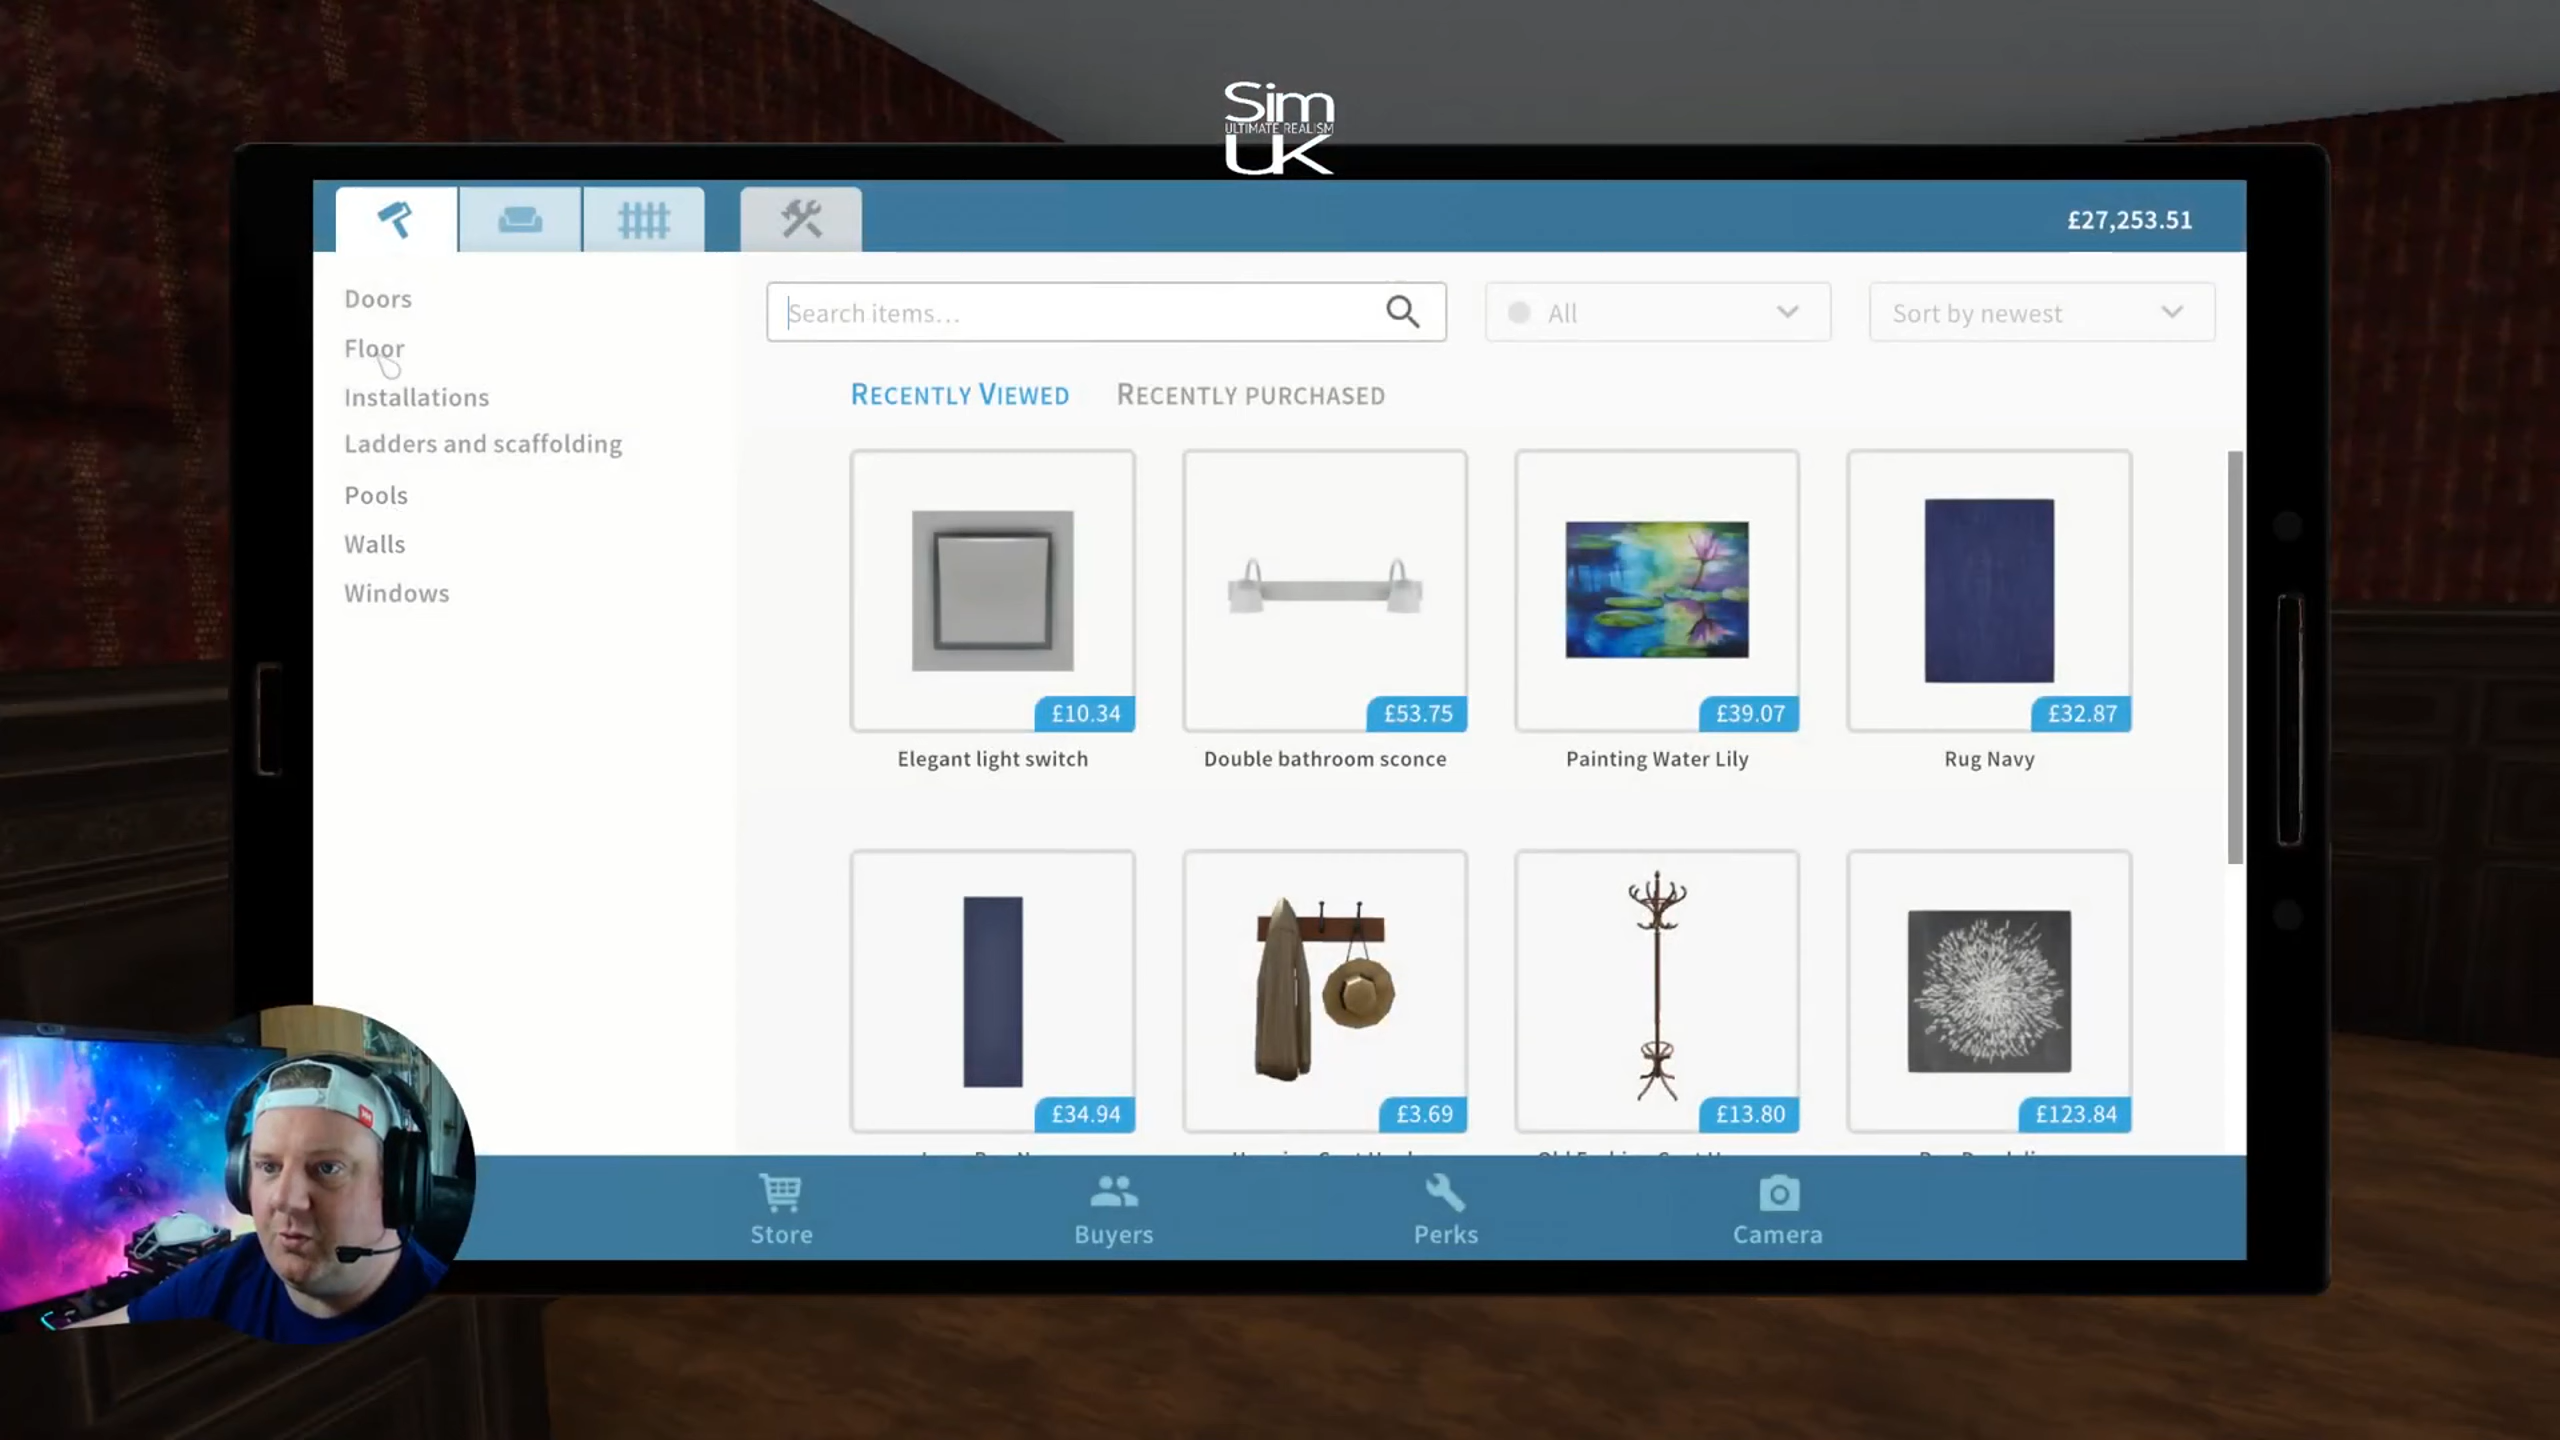 Sim
ULTIMATE REALISM
UK
£27,253.51
Doors
Floor
Installations
Ladders and scaffolding
Pools
Walls
Windows
Search items...
All
Sort by newest
RECENTLY VIEWED
RECENTLY PURCHASED
£10.34
£53.75
£39.07
£32.87
Elegant light switch
Double bathroom sconce
Painting Water Lily
Rug Navy
£34.94
£3.69
£13.80
£123.84
Store
Buyers
Perks
Camera